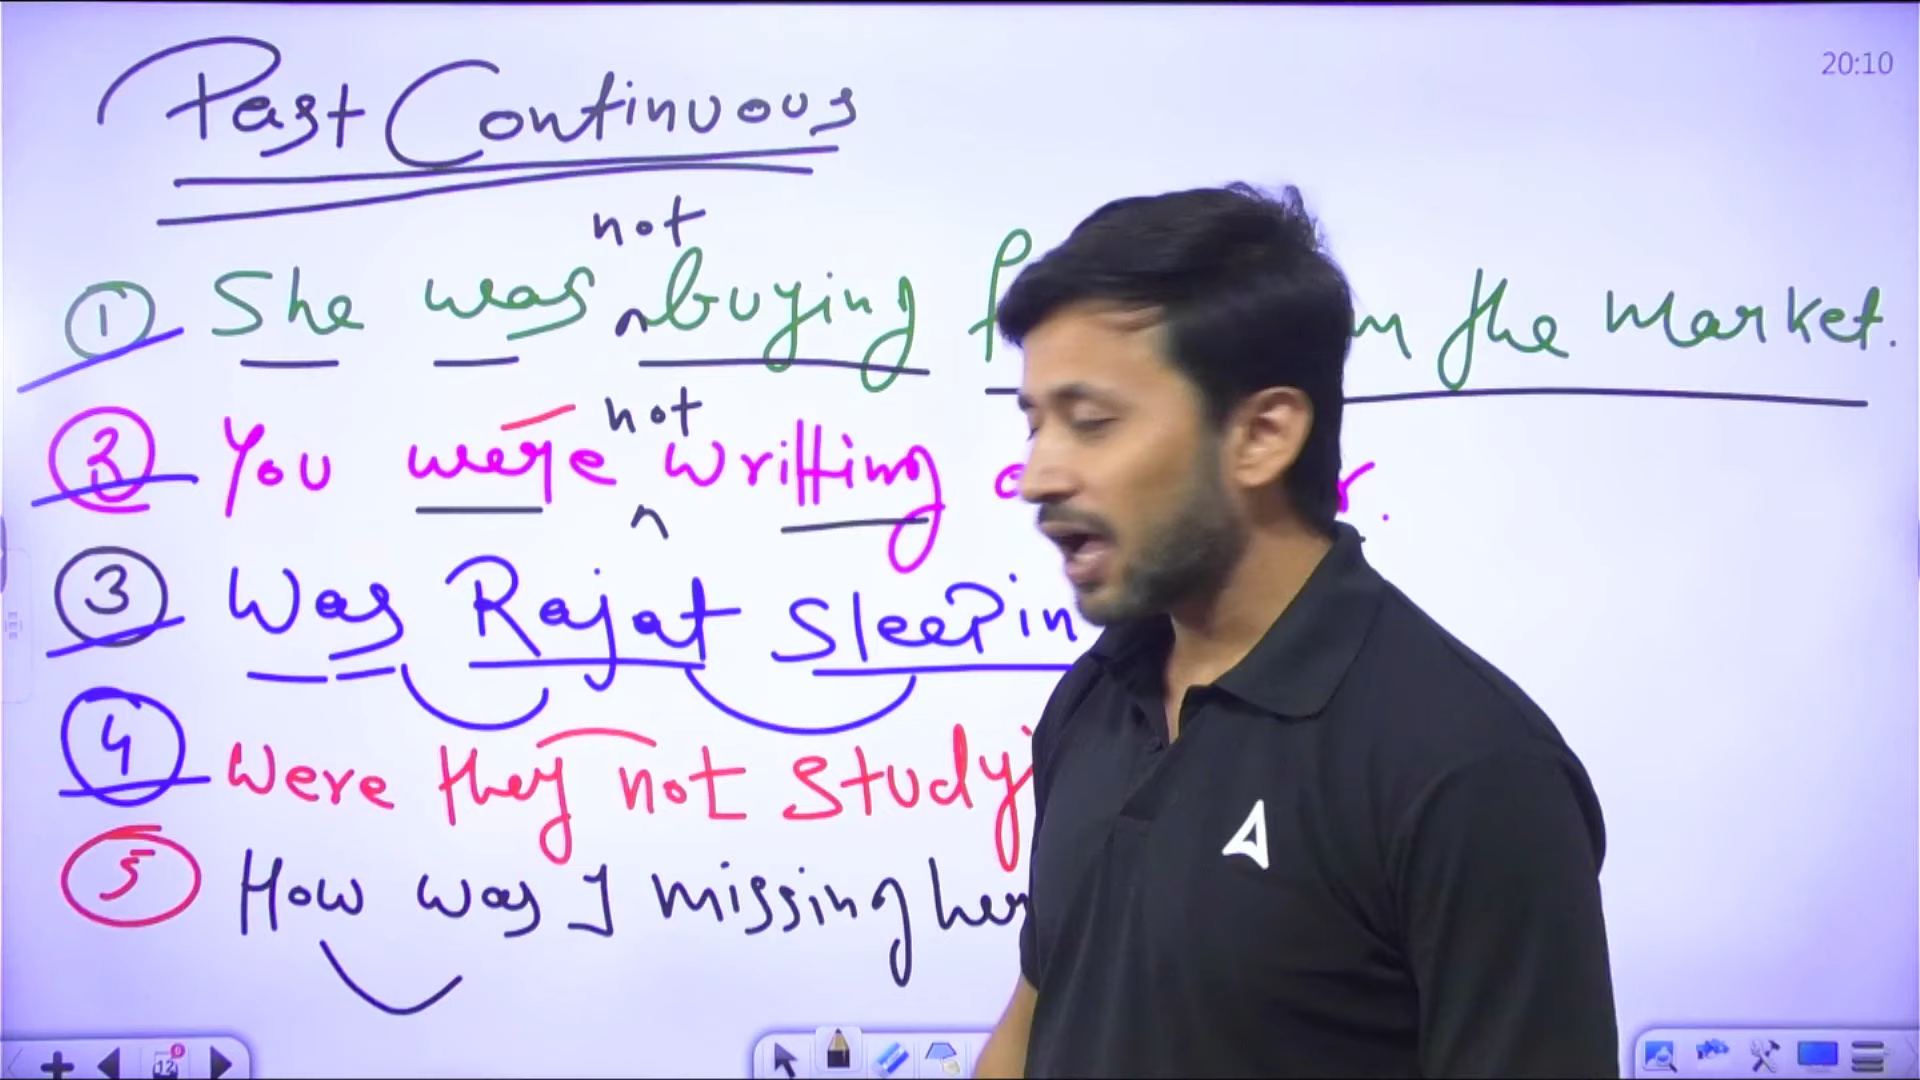 20:10
Past Continuous
not
① She was buying the market.
not
② You were writting
③ Was Rajat Sleepin
④ Were they not study
⑤ How was I missing her
12